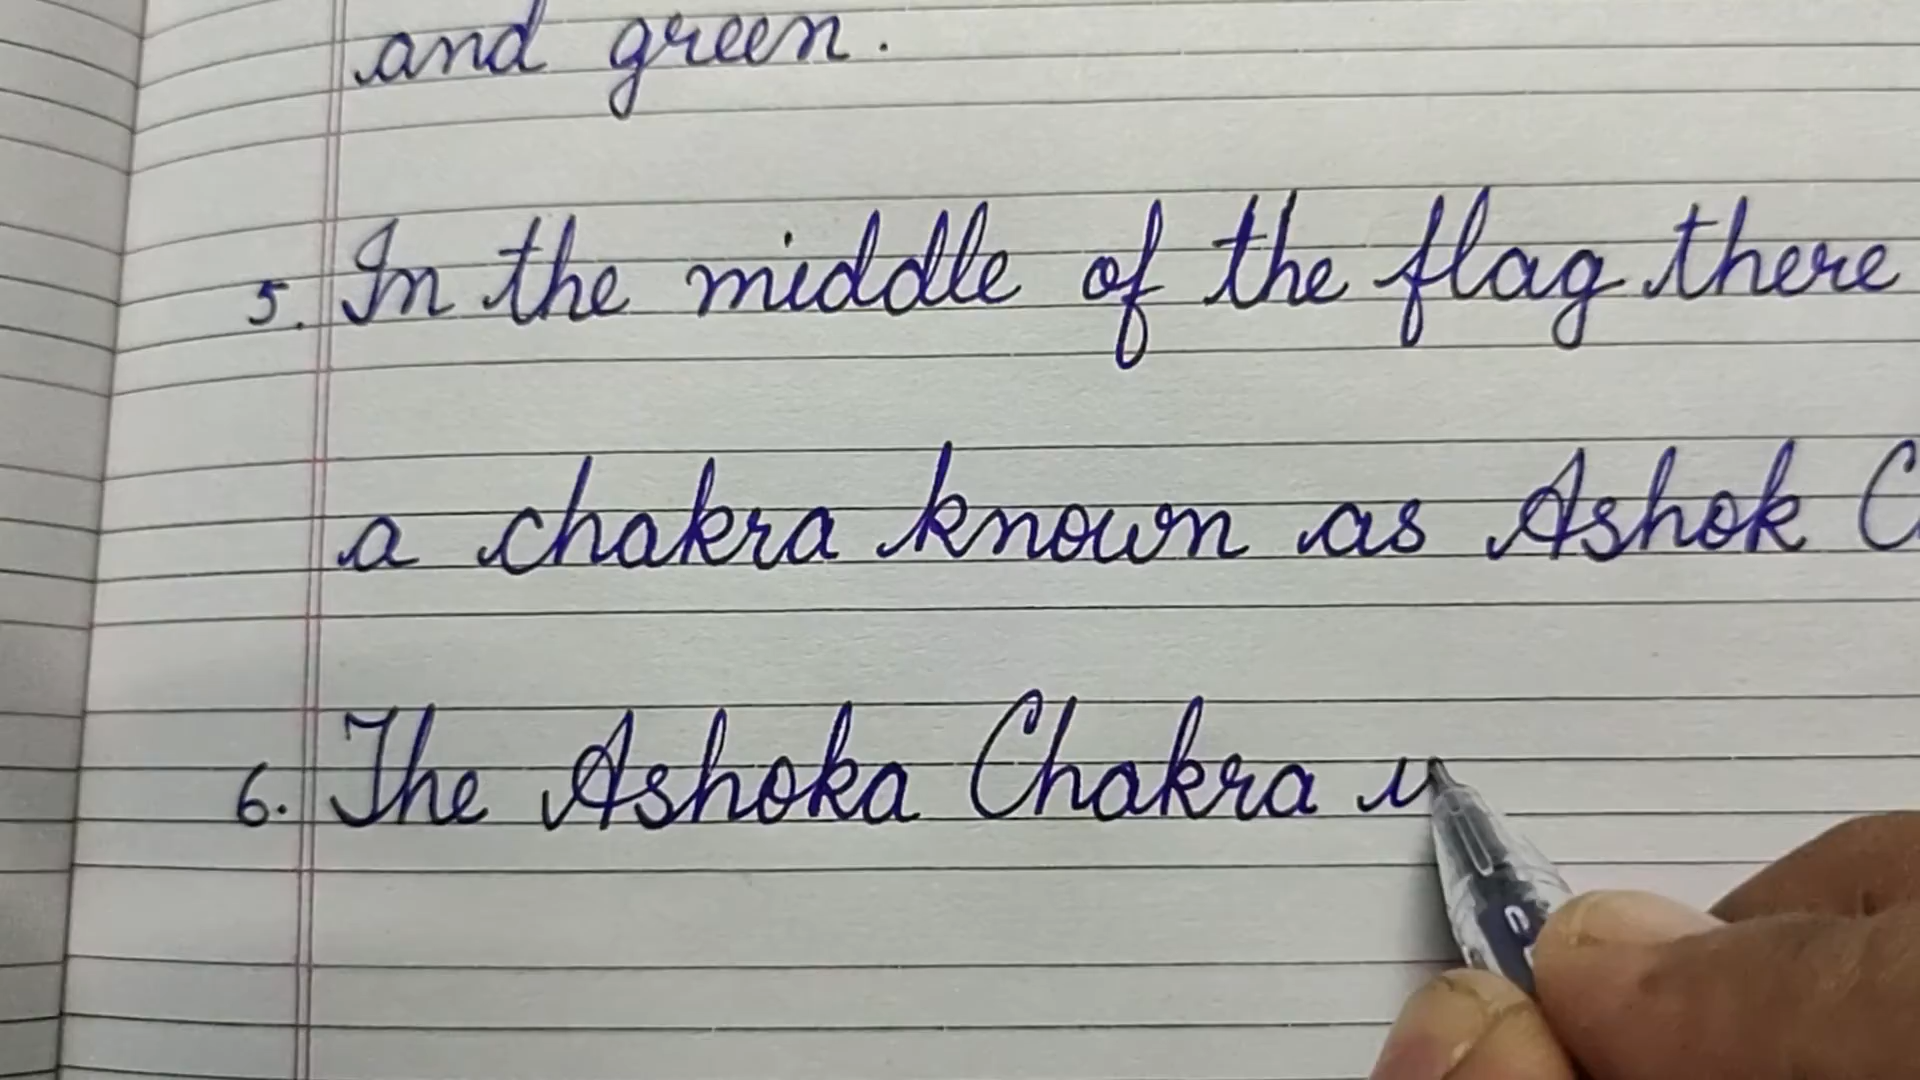 and green.
5. In the middle of the flag there
a chakra known as Ashok C
6. The Ashoka Chakra